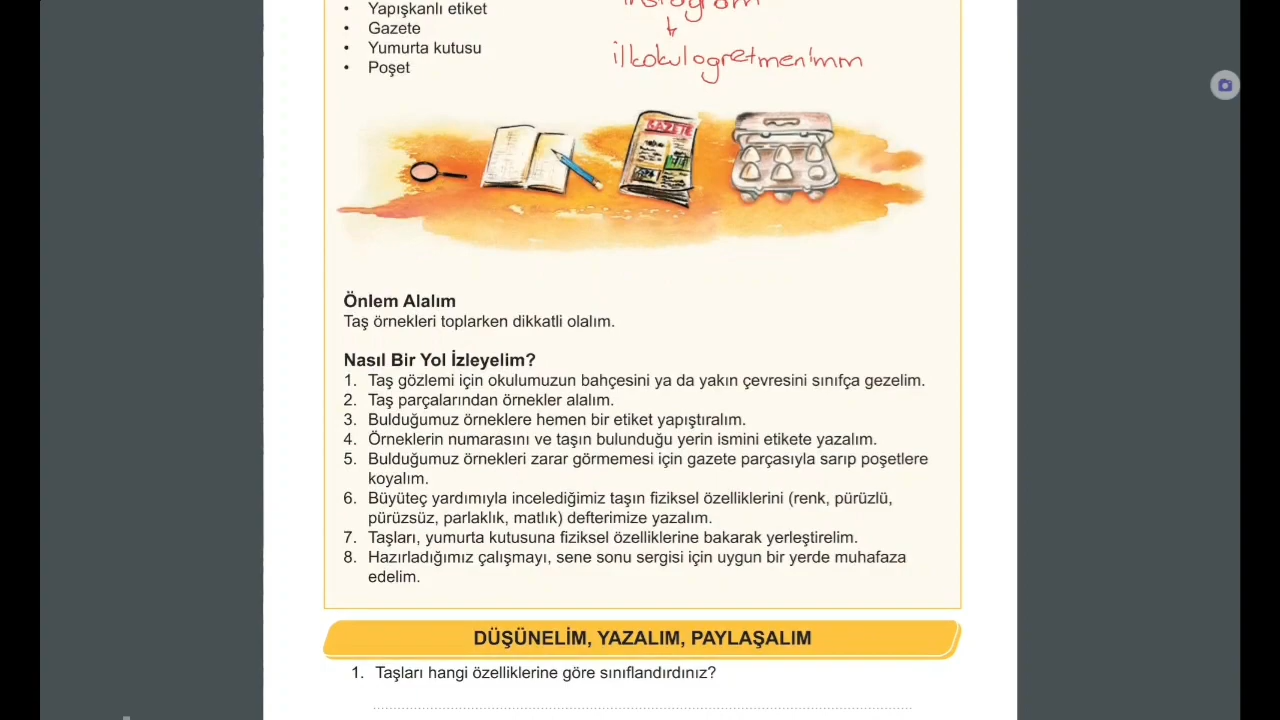 • Yapışkanlı etiket
• Gazete
• Yumurta kutusu
• Poşet
instagram
ilkokulogretmenimm
GAZETE
Önlem Alalım
Taş örnekleri toplarken dikkatli olalım.
Nasıl Bir Yol İzleyelim?
1. Taş gözlemi için okulumuzun bahçesini ya da yakın çevresini sınıfça gezelim.
2. Taş parçalarından örnekler alalım.
3. Bulduğumuz örneklere hemen bir etiket yapıştıralım.
4. Örneklerin numarasını ve taşın bulunduğu yerin ismini etikete yazalım.
5. Bulduğumuz örnekleri zarar görmemesi için gazete parçasıyla sarıp poşetlere
koyalım.
6. Büyüteç yardımıyla incelediğimiz taşın fiziksel özelliklerini (renk, pürüzlü,
pürüzsüz, parlaklık, matlık) defterimize yazalım.
7. Taşları, yumurta kutusuna fiziksel özelliklerine bakarak yerleştirelim.
8. Hazırladığımız çalışmayı, sene sonu sergisi için uygun bir yerde muhafaza
edelim.
DÜŞÜNELİM, YAZALIM, PAYLAŞALIM
1. Taşları hangi özelliklerine göre sınıflandırdınız?